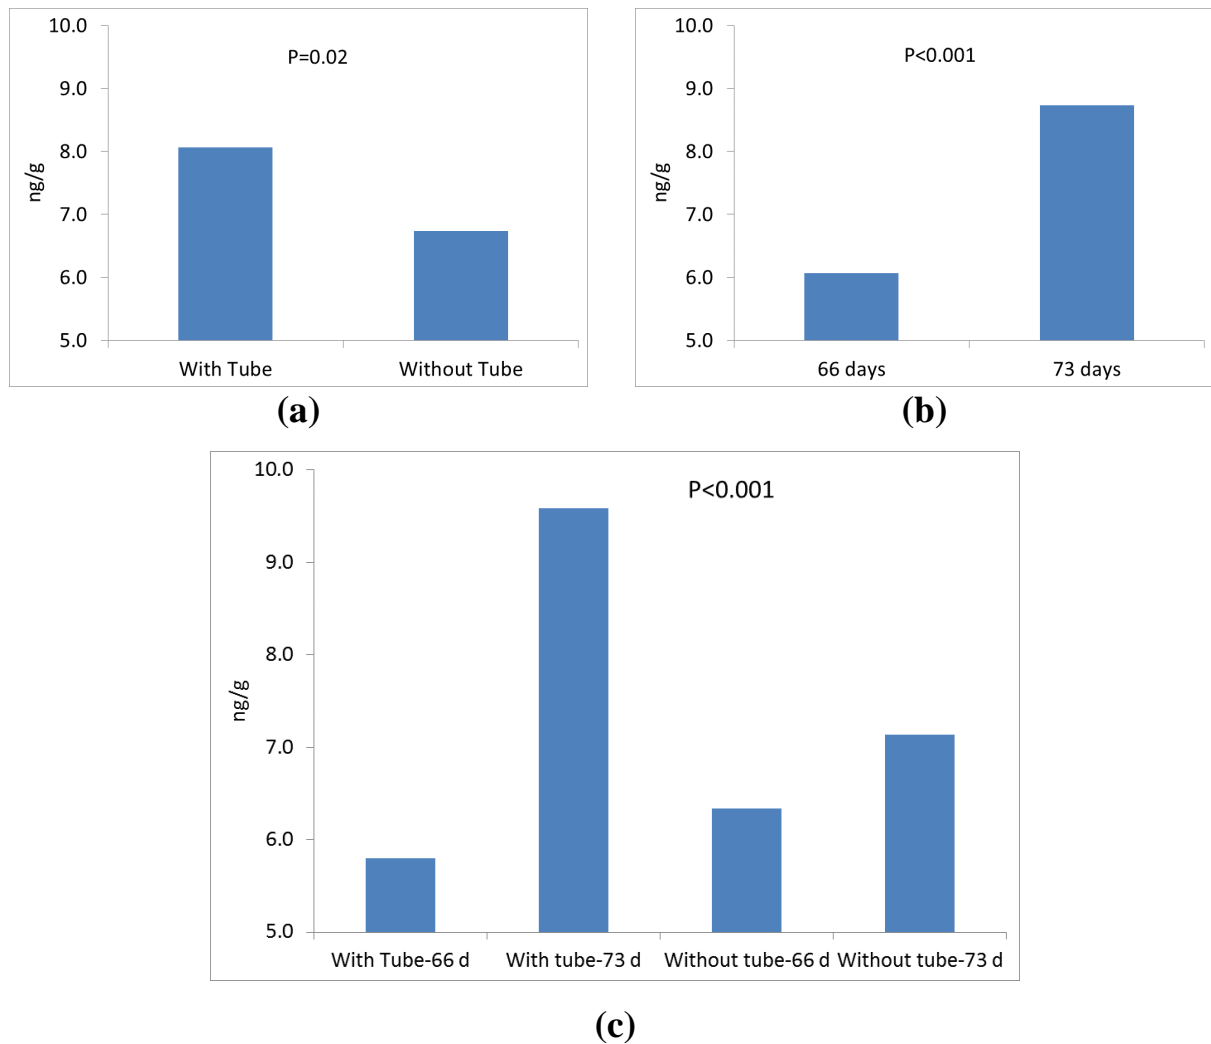 10.0
9.0
8.0
7.0
6.0
5.0
ng/g
P=0.02
With Tube Without Tube
(a)
10.0
9.0
8.0
7.0
6.0
5.0
ng/g
P<0.001
66 days 73 days
(b)
10.0
9.0
8.0
7.0
6.0
5.0
ng/g
P<0.001
With Tube-66 d With tube-73 d Without tube-66 d Without tube-73 d
(c)